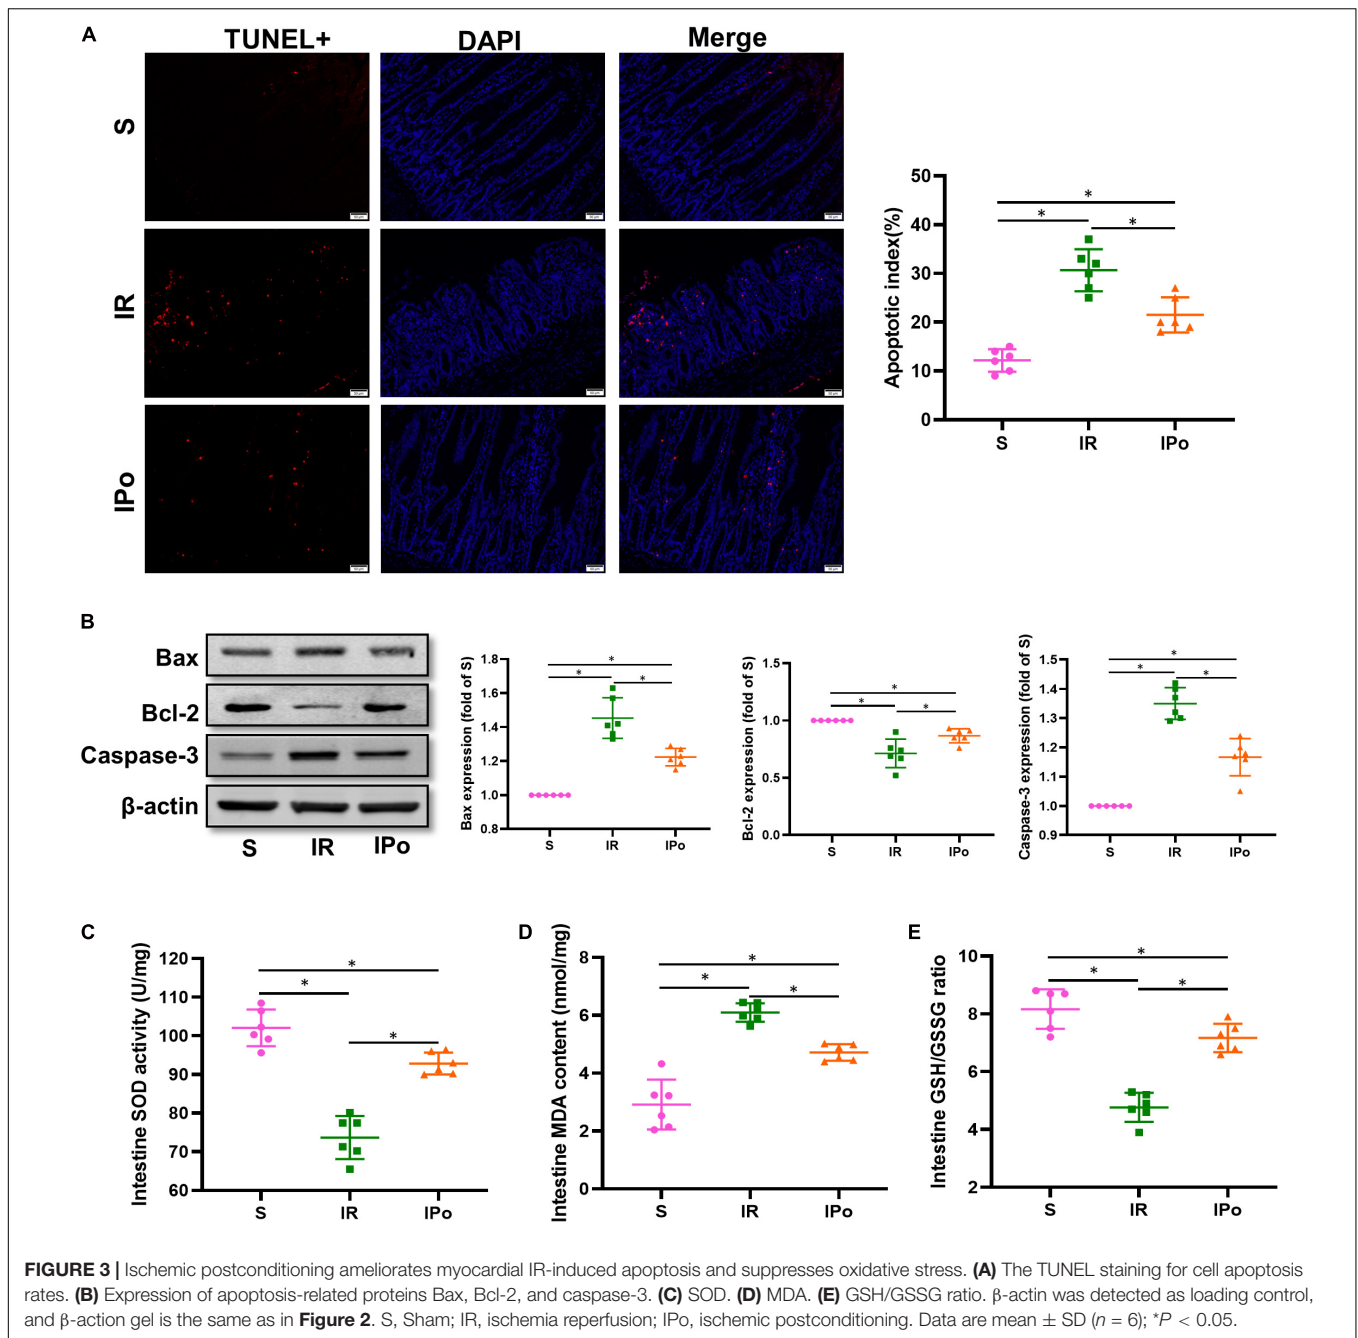 A
TUNEL+ DAPI Merge
S
IR
IPo
Apoptotic index(%)
50
40
30
20
10
0
* * *
S IR IPo
B
Bax
Bcl-2
Caspase-3
β-actin
S IR IPo
Bax expression (fold of S)
1.8
1.6
1.4
1.2
1.0
0.8
* * *
S IR IPo
Bcl-2 expression (fold of S)
1.5
1.0
0.5
0.0
* * *
S IR IPo
Caspase-3 expression (fold of S)
1.5
1.4
1.3
1.2
1.1
1.0
0.9
* * *
S IR IPo
C
Intestine SOD activity (U/mg)
120
110
100
90
80
70
60
* * *
S IR IPo
D
Intestine MDA content (nmol/mg)
8
6
4
2
0
* * *
S IR IPo
E
Intestine GSH/GSSG ratio
10
8
6
4
2
* * *
S IR IPo
FIGURE 3 | Ischemic postconditioning ameliorates myocardial IR-induced apoptosis and suppresses oxidative stress. (A) The TUNEL staining for cell apoptosis
rates. (B) Expression of apoptosis-related proteins Bax, Bcl-2, and caspase-3. (C) SOD. (D) MDA. (E) GSH/GSSG ratio. β-actin was detected as loading control,
and β-action gel is the same as in Figure 2. S, Sham; IR, ischemia reperfusion; IPo, ischemic postconditioning. Data are mean ± SD (n = 6); *P < 0.05.